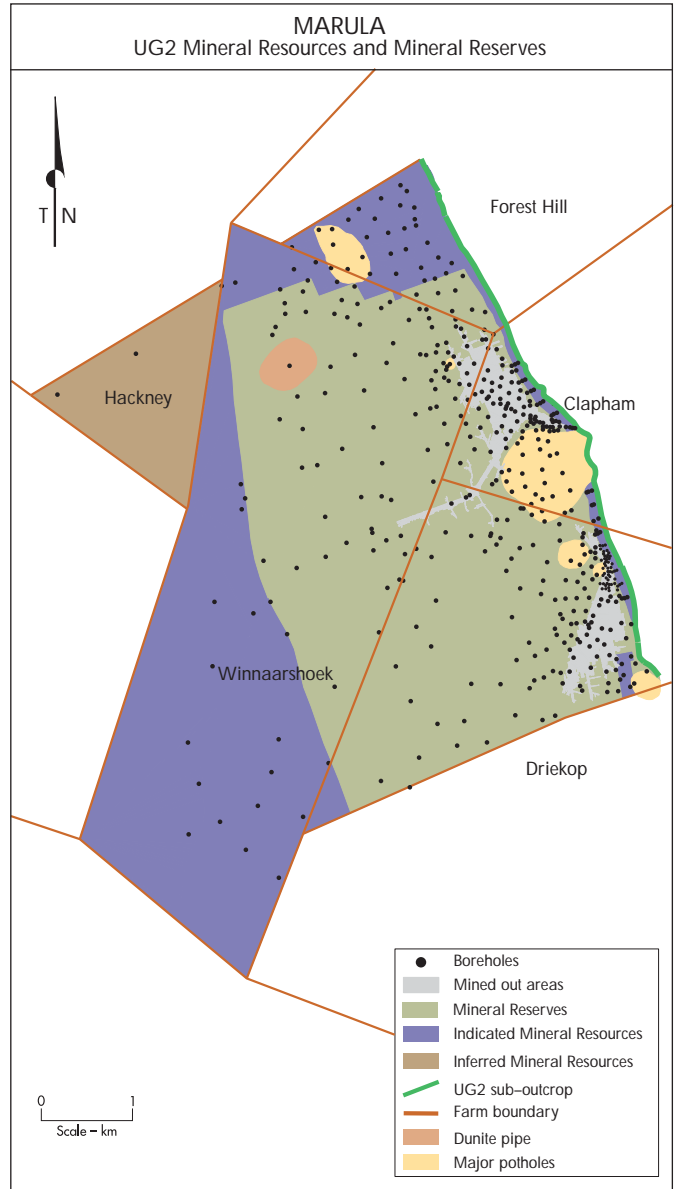 MARULA
UG2 Mineral Resources and Mineral Reserves
T N
Forest Hill
Hackney
Clapham
Winnaarshoek
Driekop
Boreholes
Mined out areas
Mineral Reserves
Indicated Mineral Resources
Inferred Mineral Resources
UG2 sub–outcrop
Farm boundary
Dunite pipe
Major potholes
0 1
Scale – km